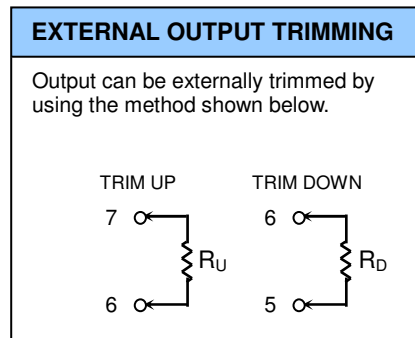 EXTERNAL OUTPUT TRIMMING
Output can be externally trimmed by
using the method shown below.
TRIM UP TRIM DOWN
7 6
RU RD
6 5